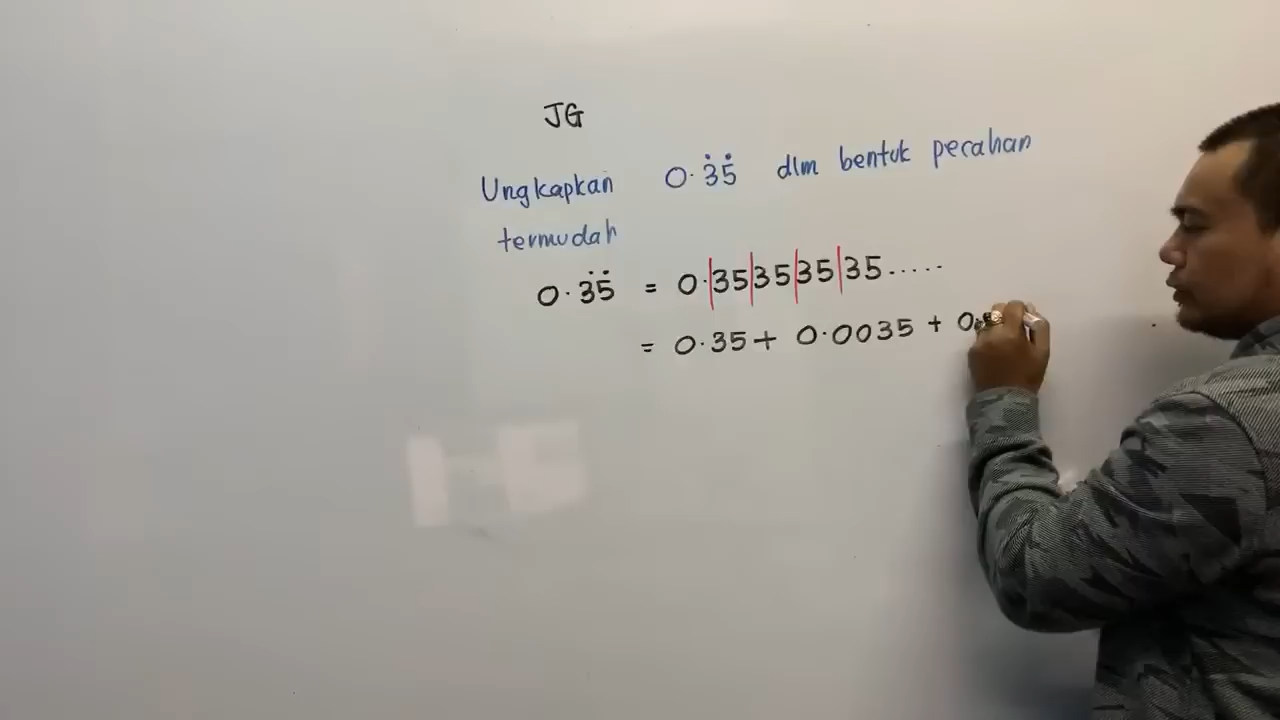 JG
Ungkapkan 0.3̇5̇ dlm bentuk pecahan
termudah
0.3̇5̇ = 0.|35|35|35|35.....
= 0.35 + 0.0035 + 0.